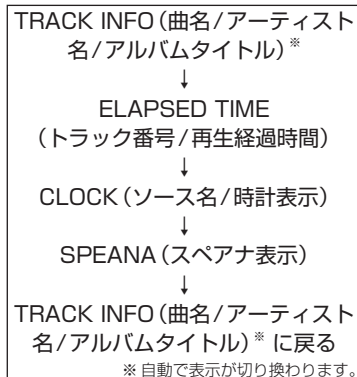 TRACK INFO(曲名/アーティスト
名/アルバムタイトル)※
↓
ELAPSED TIME
(トラック番号/再生経過時間)
↓
CLOCK(ソース名/時計表示)
↓
SPEANA(スペアナ表示)
↓
TRACK INFO(曲名/アーティスト
名/アルバムタイトル)※ に戻る
※ 自動で表示が切り換わります。